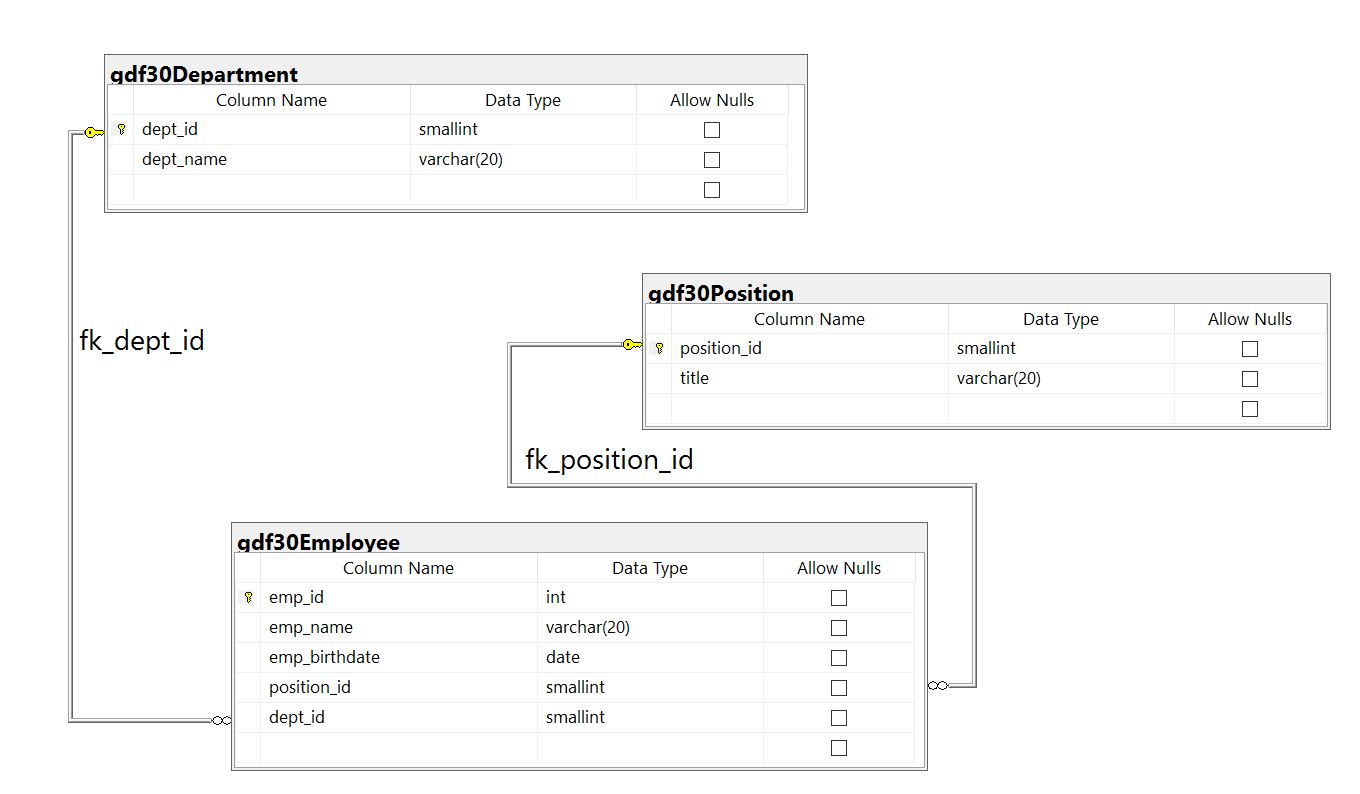 gdf30Department
Column Name Data Type Allow Nulls
dept_id smallint
dept_name varchar(20)
gdf30Position
Column Name Data Type Allow Nulls
fk_dept_id
position_id smallint
title varchar(20)
fk_position_id
gdf30Employee
Column Name Data Type Allow Nulls
emp_id int
emp_name varchar(20)
emp_birthdate date
position_id smallint
dept_id smallint